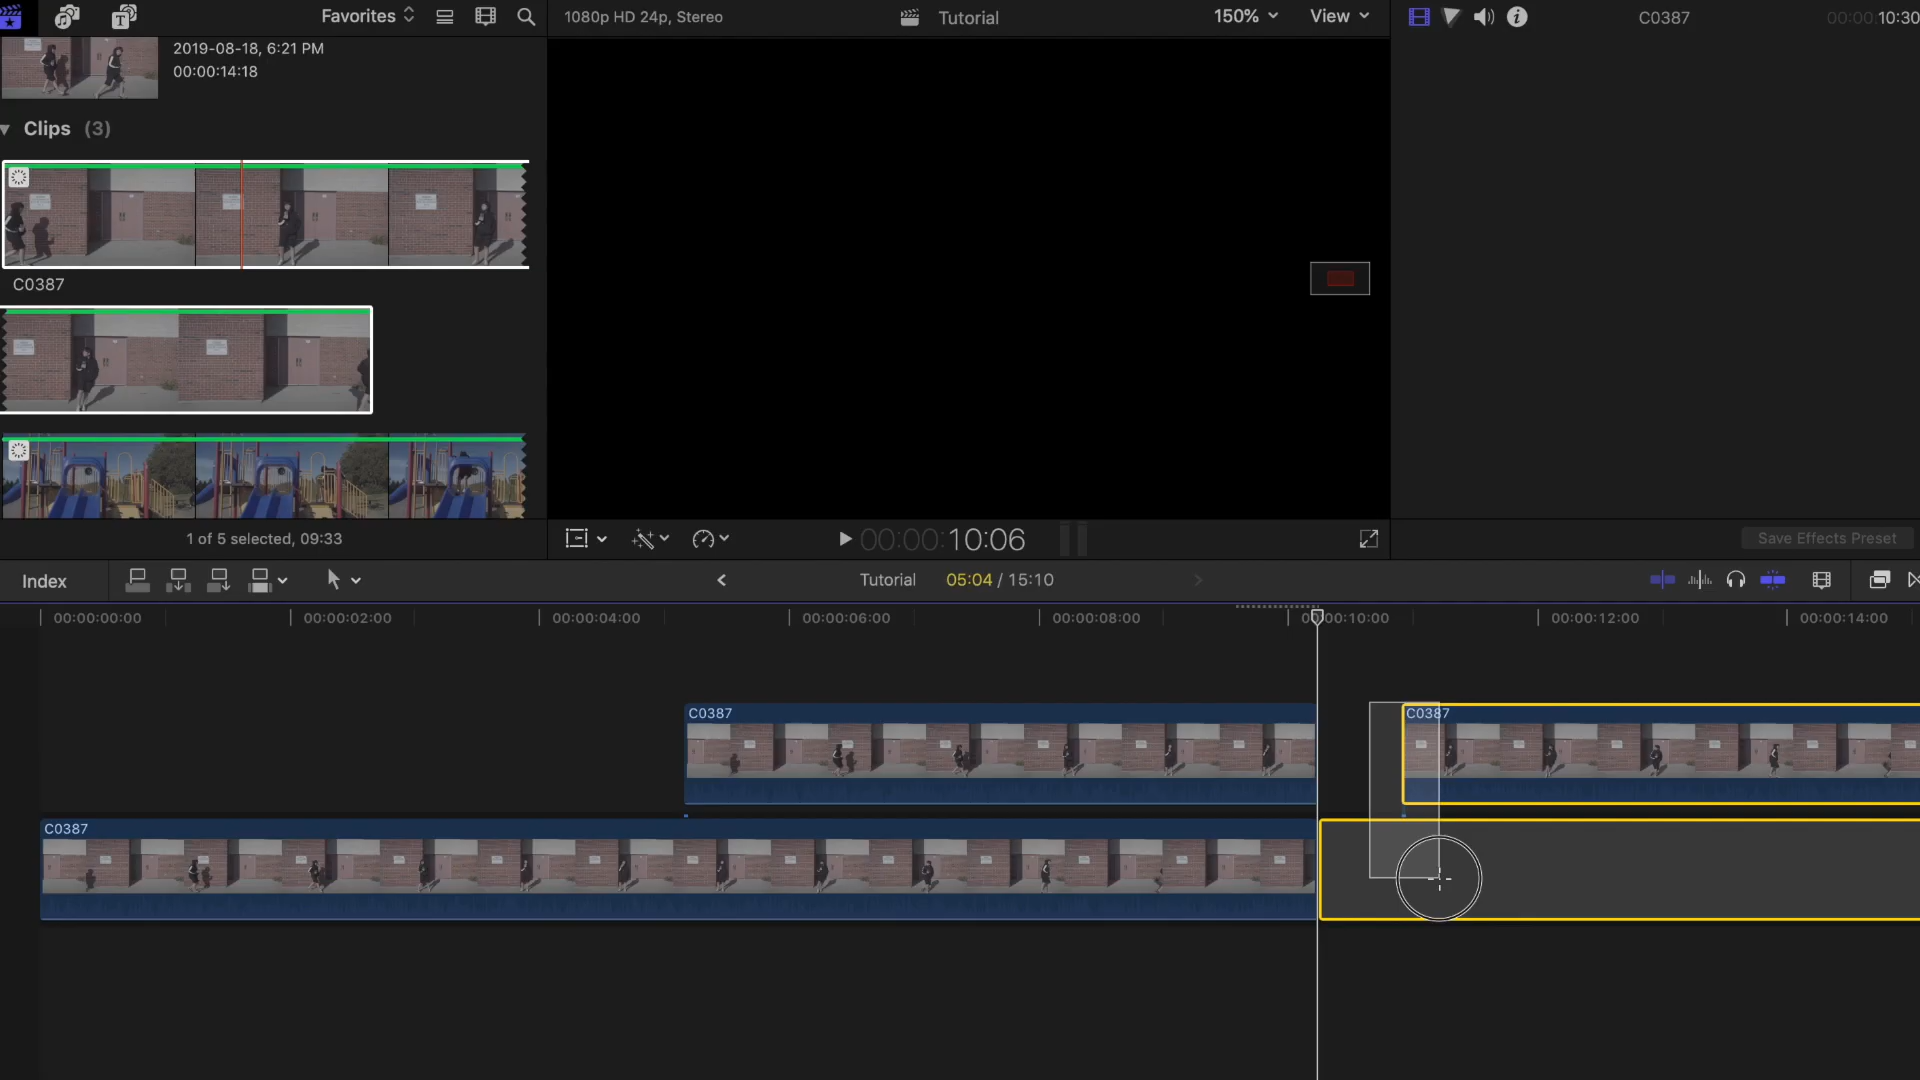 Favorites
1080p HD 24p, Stereo
Tutorial
150%
View
C0387
00:00:10:30
2019-08-18, 6:21 PM
00:00:14:18
Clips (3)
C0387
1 of 5 selected, 09:33
00:00:10:06
Save Effects Preset
Index
Tutorial
05:04 / 15:10
00:00:00:00
00:00:02:00
00:00:04:00
00:00:06:00
00:00:08:00
00:00:10:00
00:00:12:00
00:00:14:00
C0387
C0387
C0387